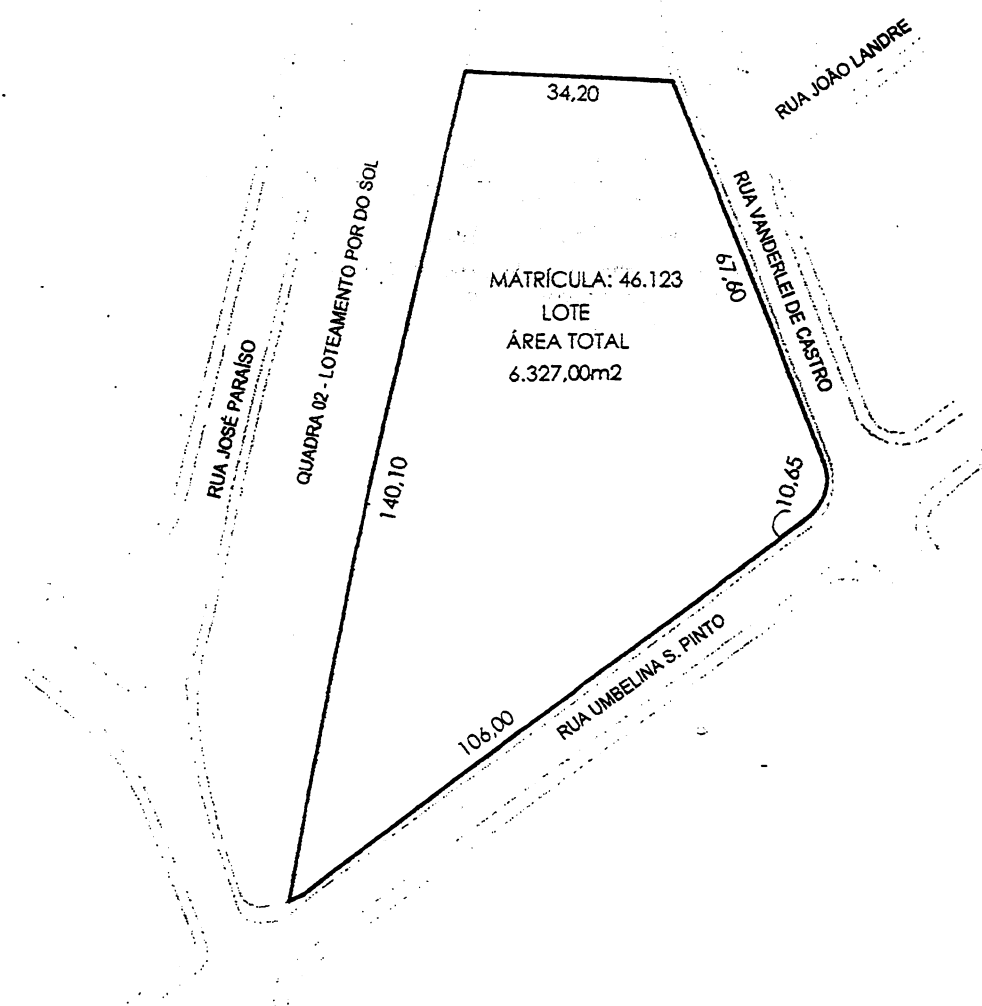 34,20
RUA JOÃO LANDRE
RUA VANDERLEI DE CASTRO
67,60
MATRÍCULA: 46.123
LOTE
ÁREA TOTAL
6.327,00m2
QUADRA 02 - LOTEAMENTO POR DO SOL
RUA JOSÉ PARAÍSO
140,10
10,65
RUA UMBELINA S. PINTO
106,00